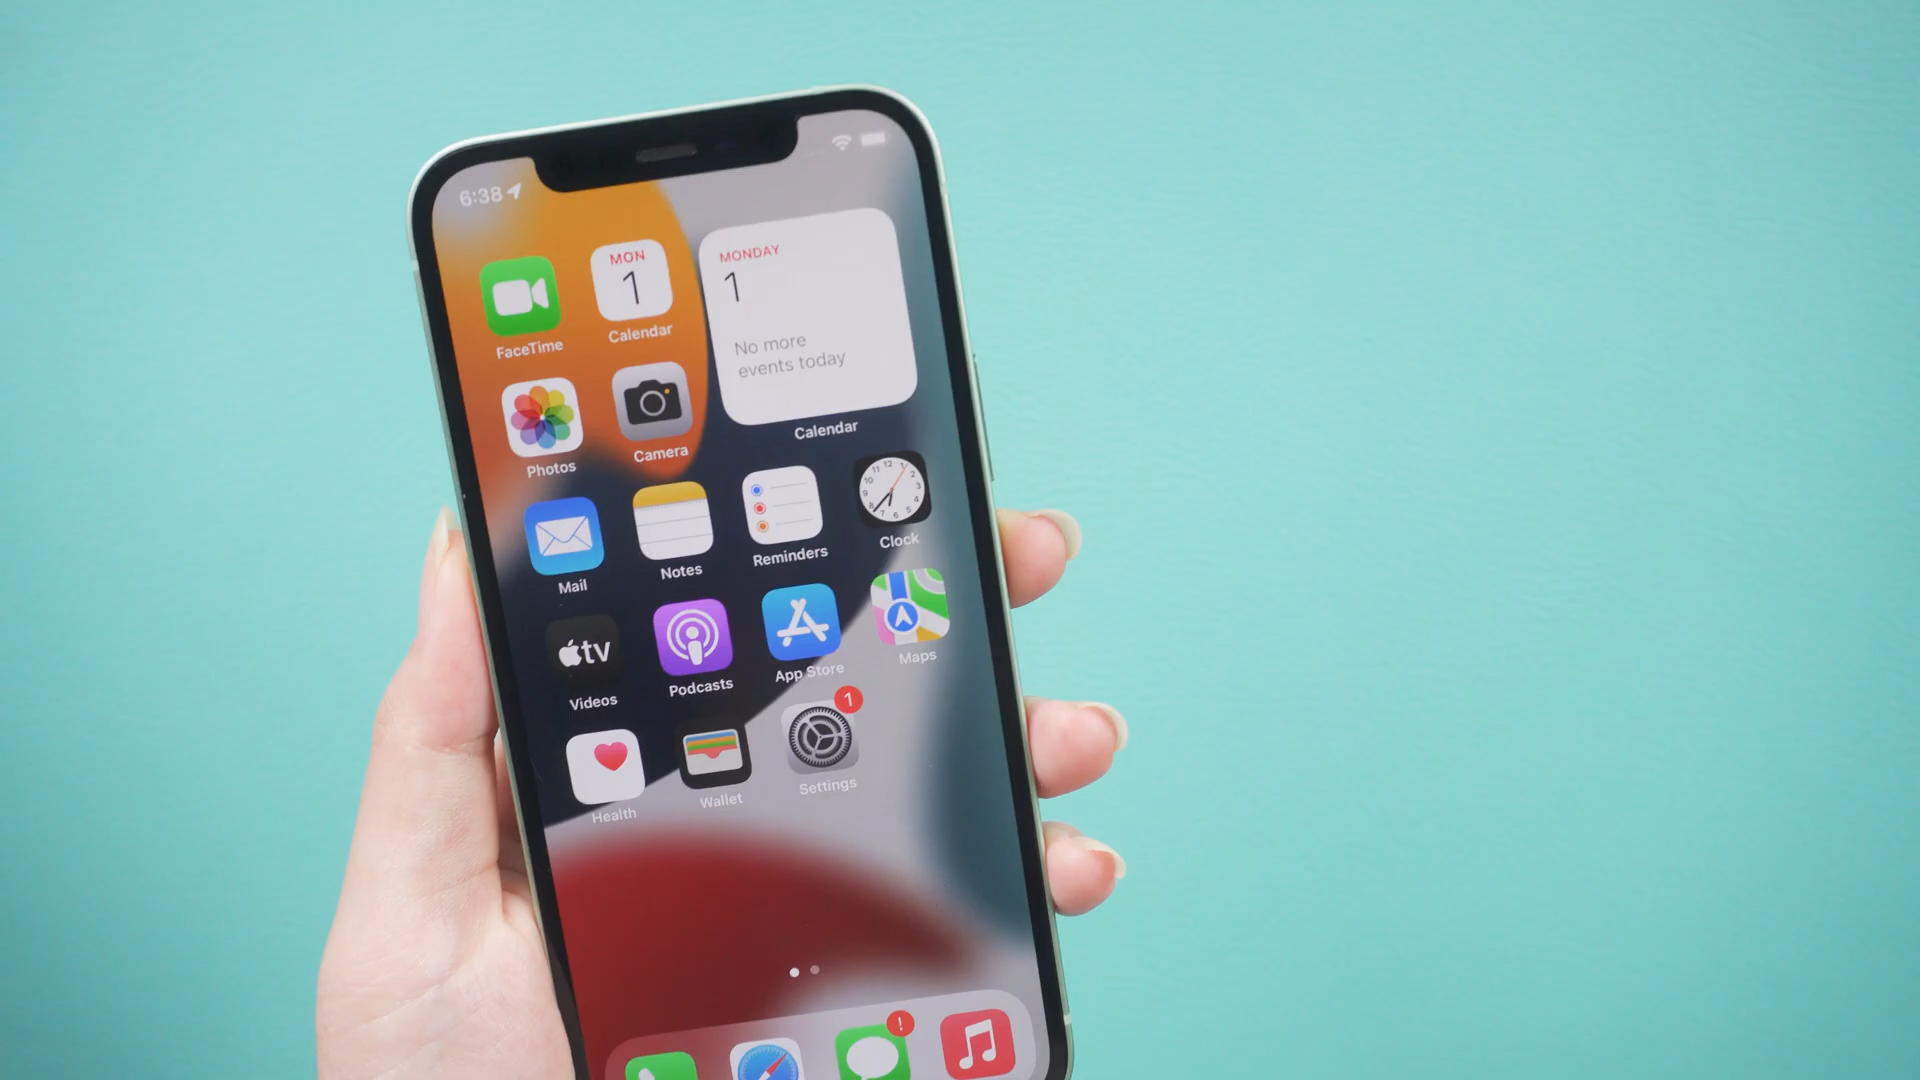 6:38
MON
1
MONDAY
1
No more
events today
FaceTime
Calendar
Calendar
Photos
Camera
Mail
Notes
Reminders
Clock
tv
Videos
Podcasts
App Store
Maps
1
Health
Wallet
Settings
!